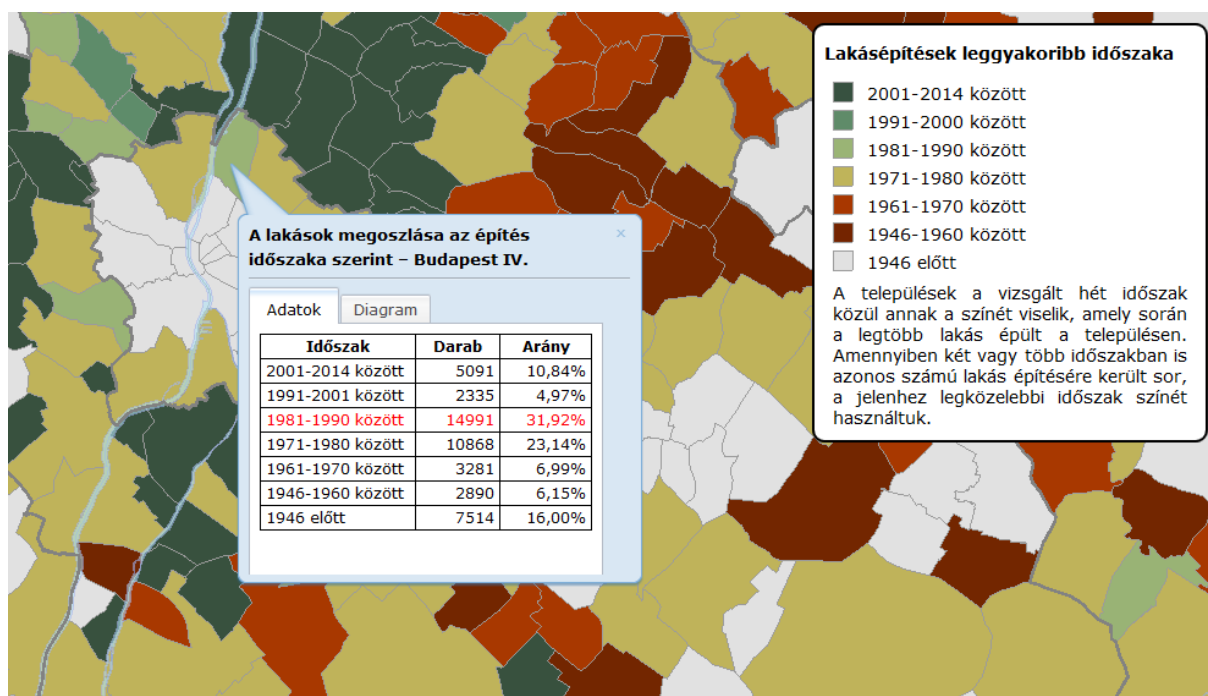 Lakásépítések leggyakoribb időszaka
2001-2014 között
1991-2000 között
1981-1990 között
1971-1980 között
1961-1970 között
1946-1960 között
1946 előtt
A települések a vizsgált hét időszak
közül annak a színét viselik, amely során
a legtöbb lakás épült a településen.
Amennyiben két vagy több időszakban is
azonos számú lakás építésére került sor,
a jelenhez legközelebbi időszak színét
használtuk.
A lakások megoszlása az építés
időszaka szerint – Budapest IV.
×
Adatok Diagram
Időszak Darab Arány
2001-2014 között 5091 10,84%
1991-2001 között 2335 4,97%
1981-1990 között 14991 31,92%
1971-1980 között 10868 23,14%
1961-1970 között 3281 6,99%
1946-1960 között 2890 6,15%
1946 előtt 7514 16,00%